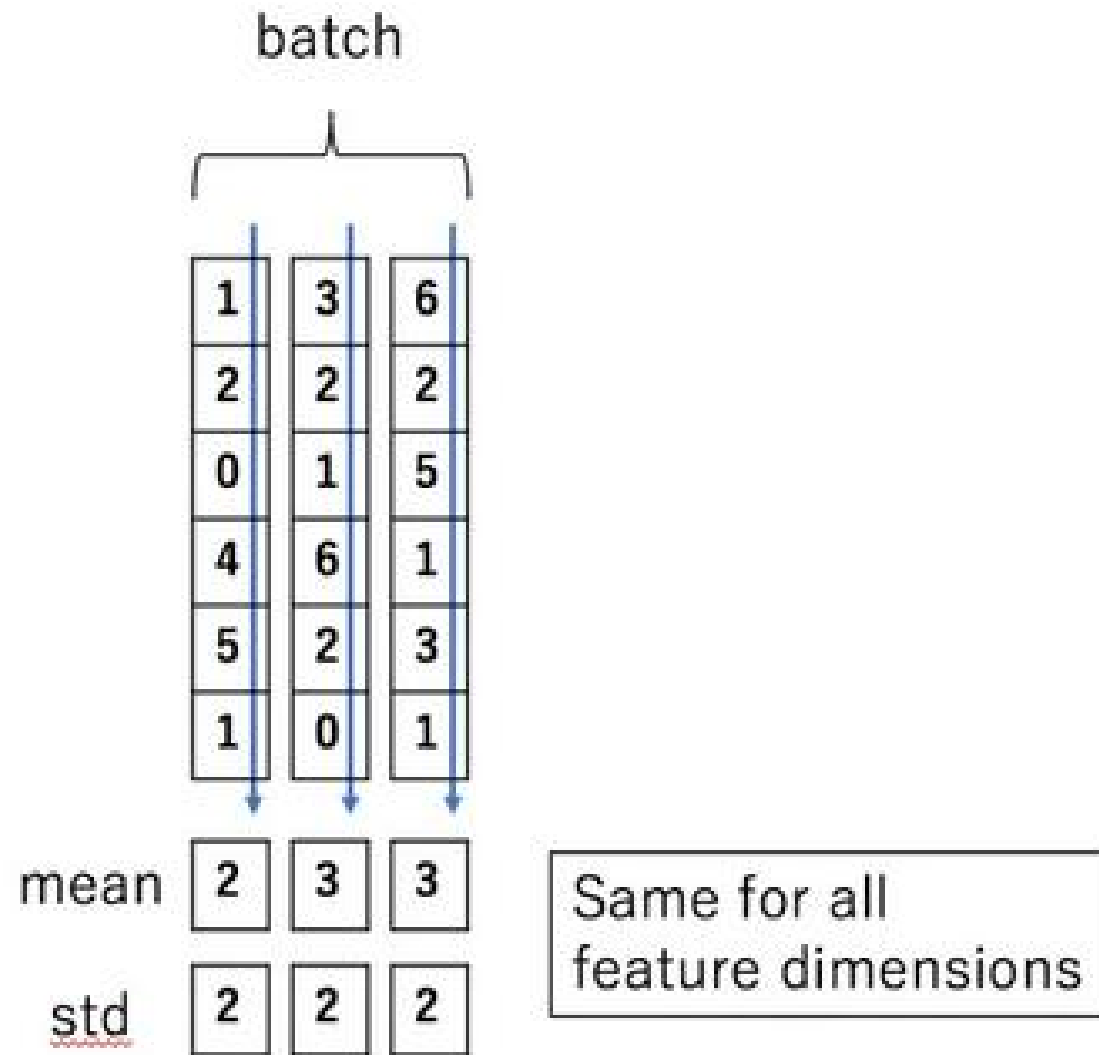 batch
1 3 6
2 2 2
0 1 5
4 6 1
5 2 3
1 0 1
mean 2 3 3
Same for all
feature dimensions
std 2 2 2